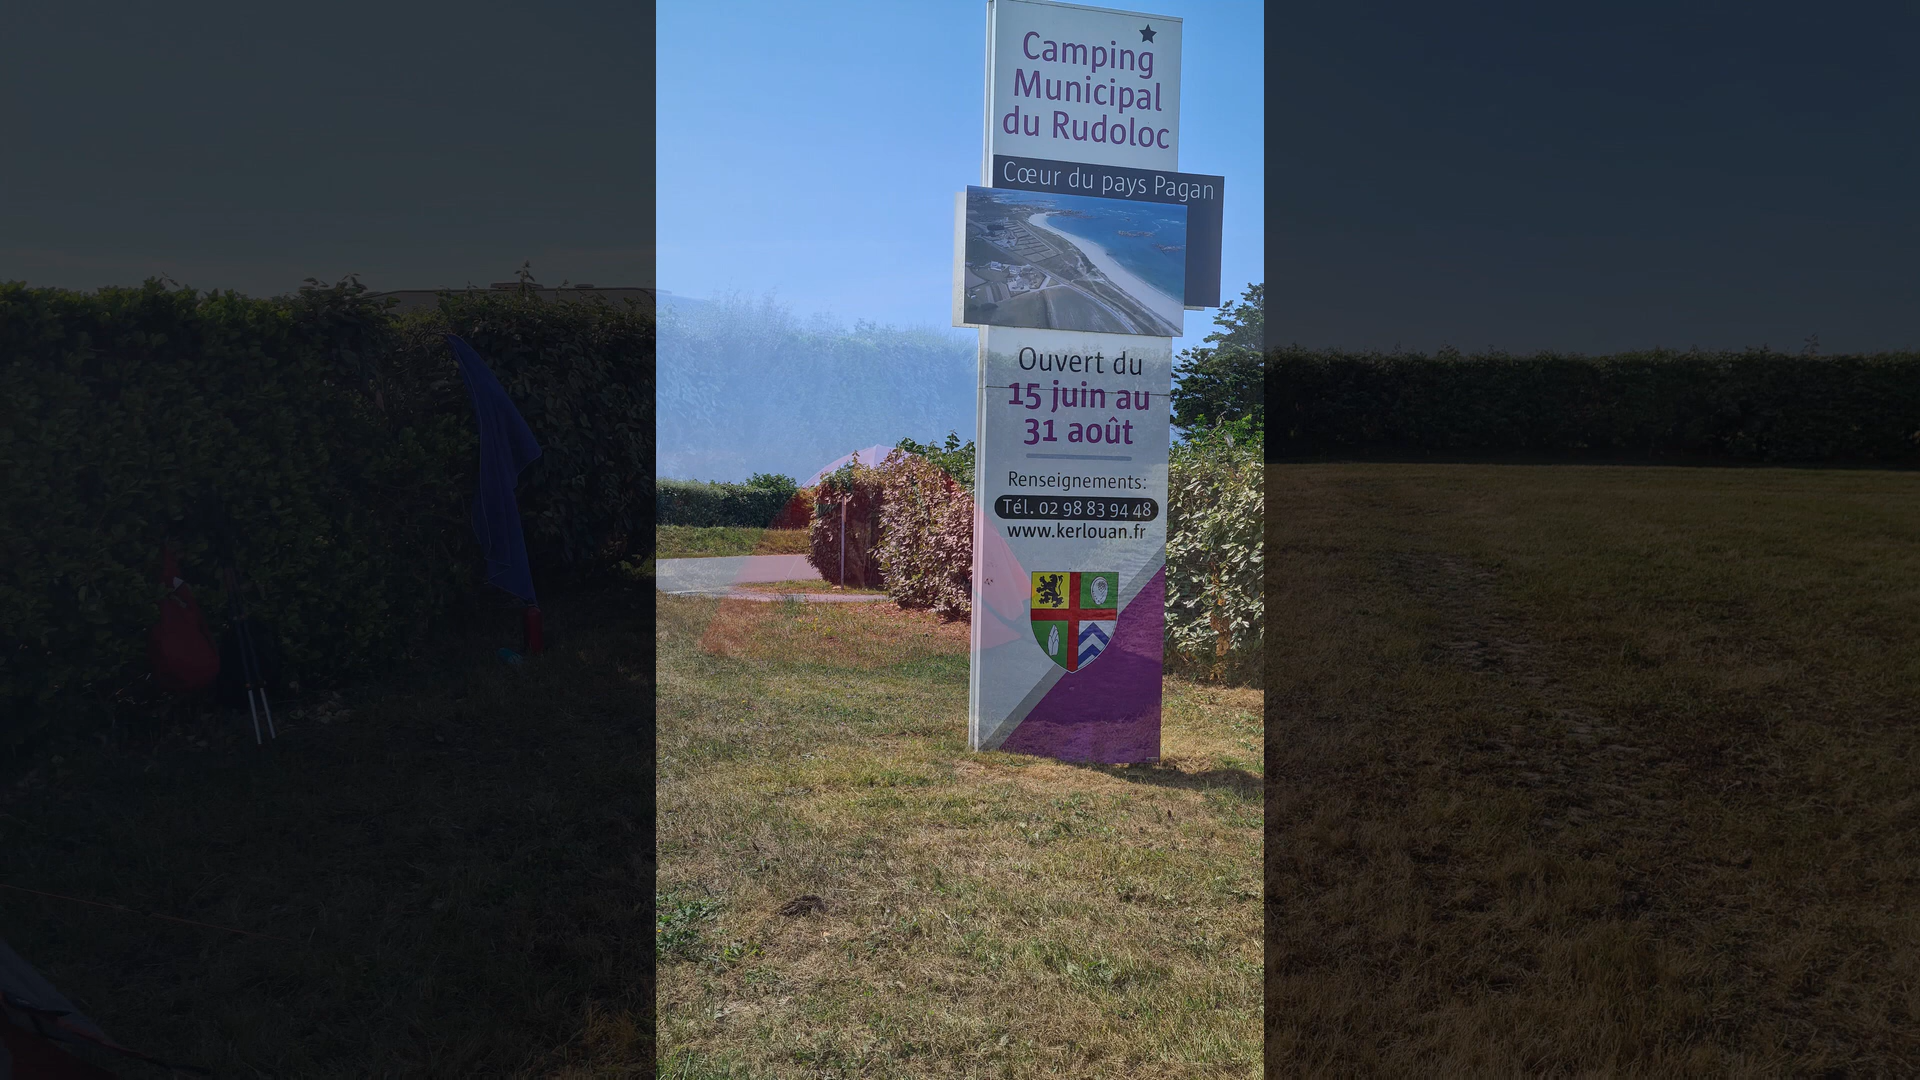 Camping
Municipal
du Rudoloc
Cœur du pays Pagan
Ouvert du
15 juin au
31 août
Renseignements:
Tél. 02 98 83 94 48
www.kerlouan.fr